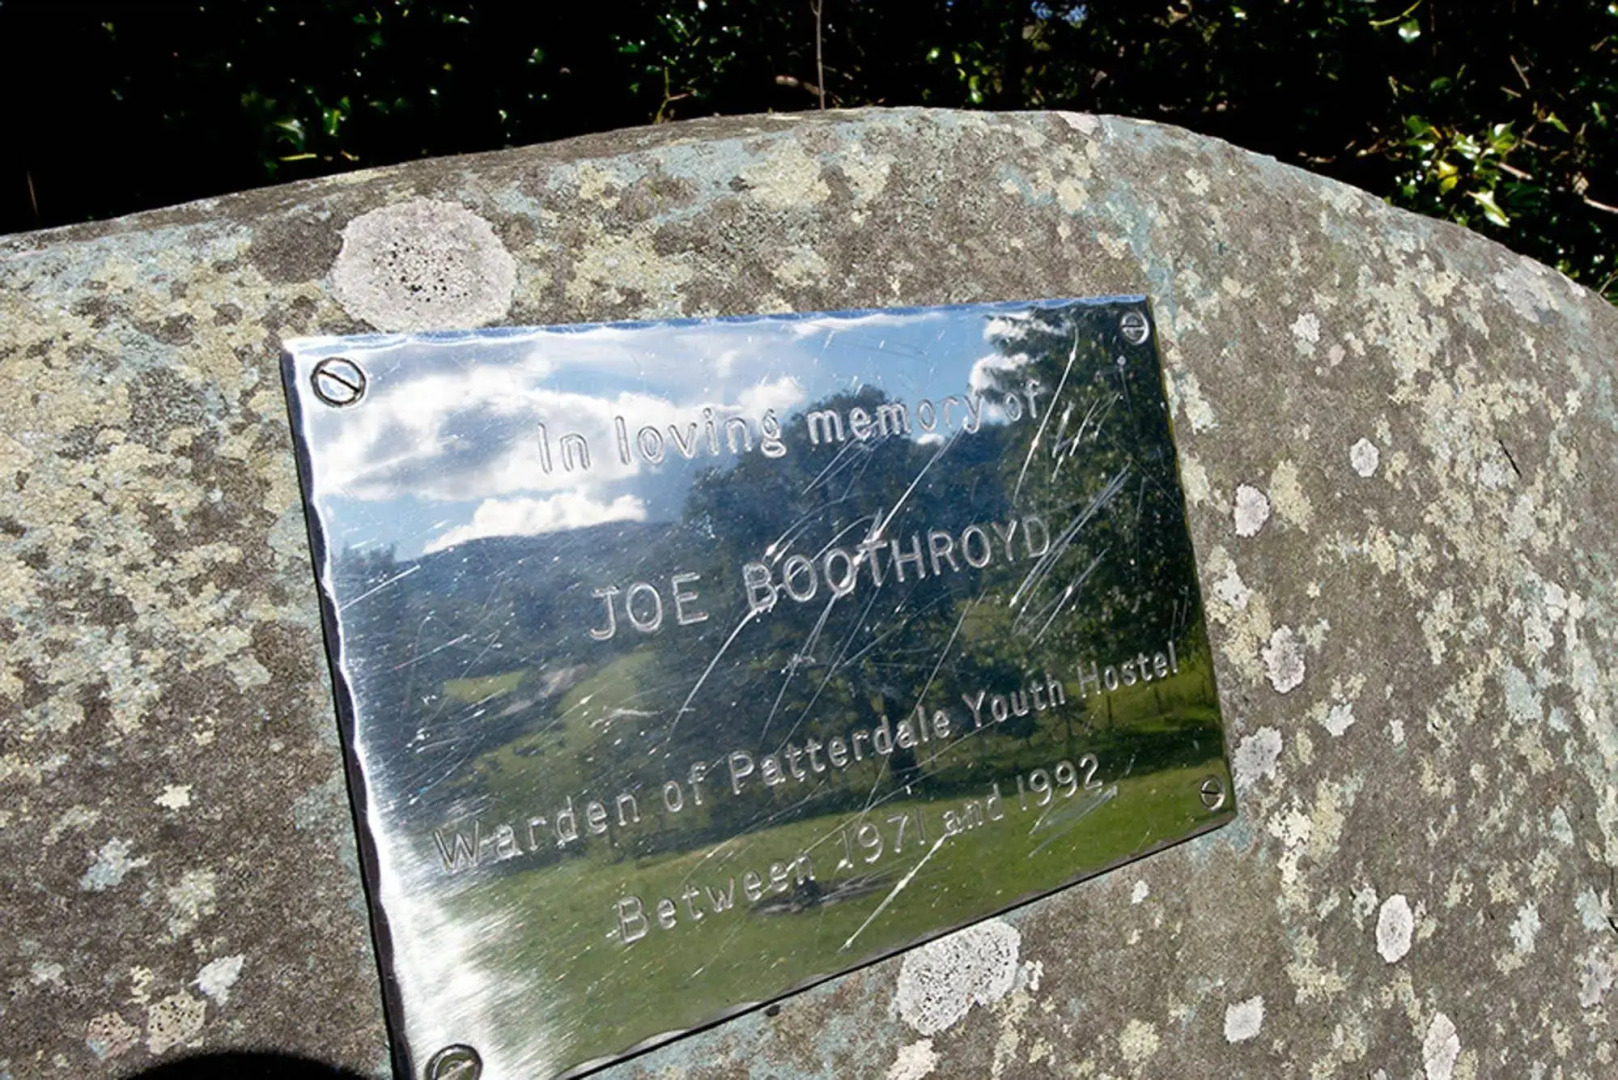 In loving memory of
JOE BOOTHROYD
Warden of Patterdale Youth Hostel
Between 1971 and 1992